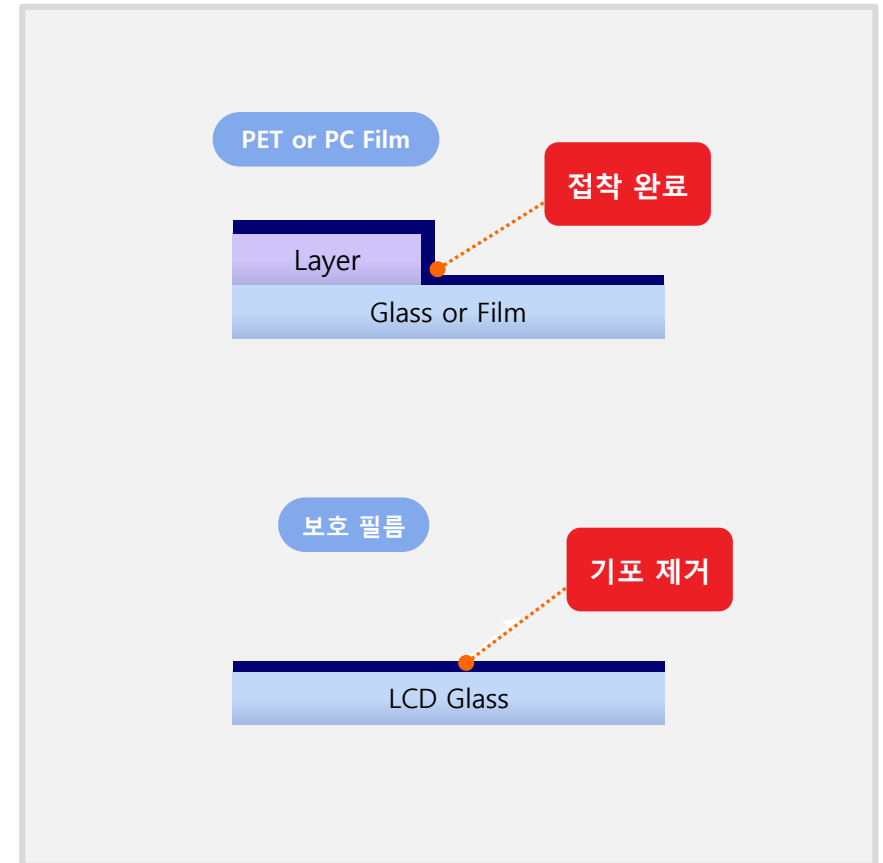 PET or PC Film
접착 완료
Layer
Glass or Film
보호 필름
기포 제거
LCD Glass